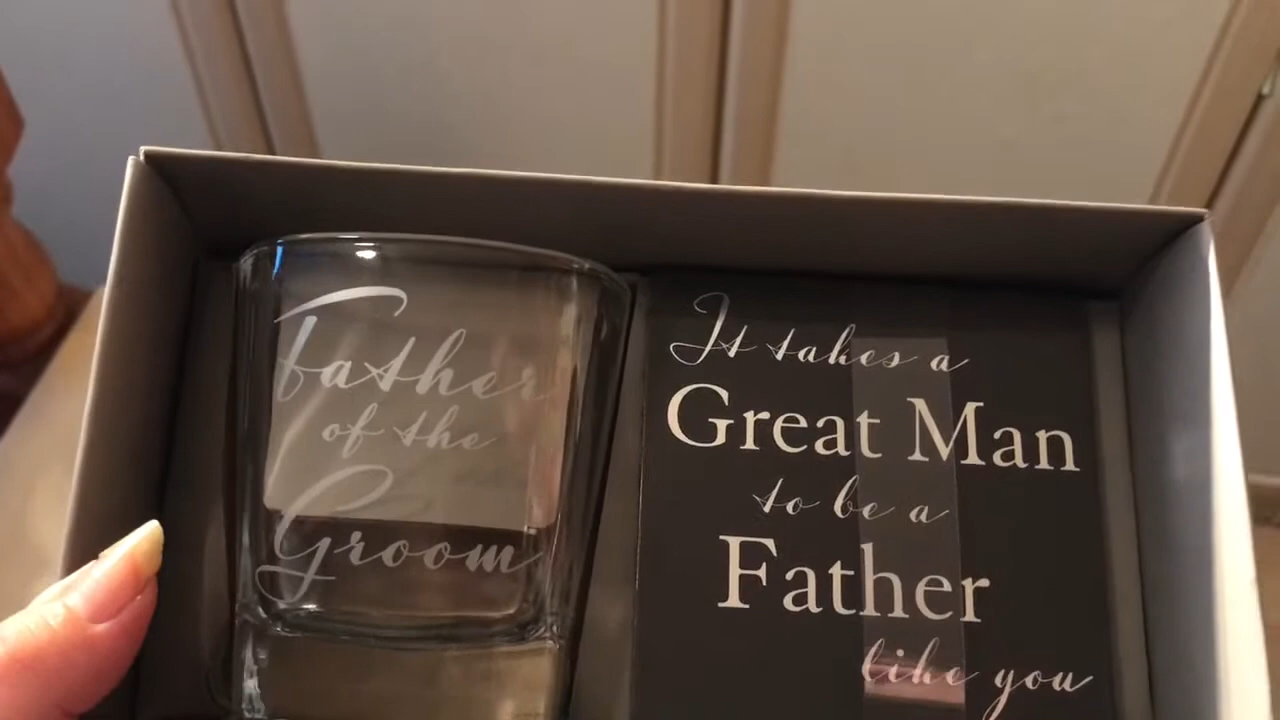 Father
of the
Groom
It takes a
Great Man
to be a
Father
like you